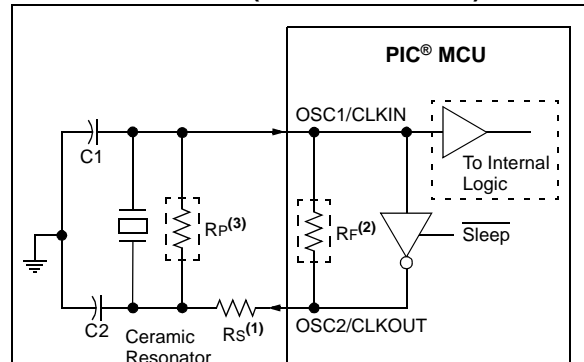 PIC® MCU
OSC1/CLKIN
C1
To Internal
Logic
RP(3)
RF(2)
Sleep
C2
Ceramic
Resonator
RS(1)
OSC2/CLKOUT